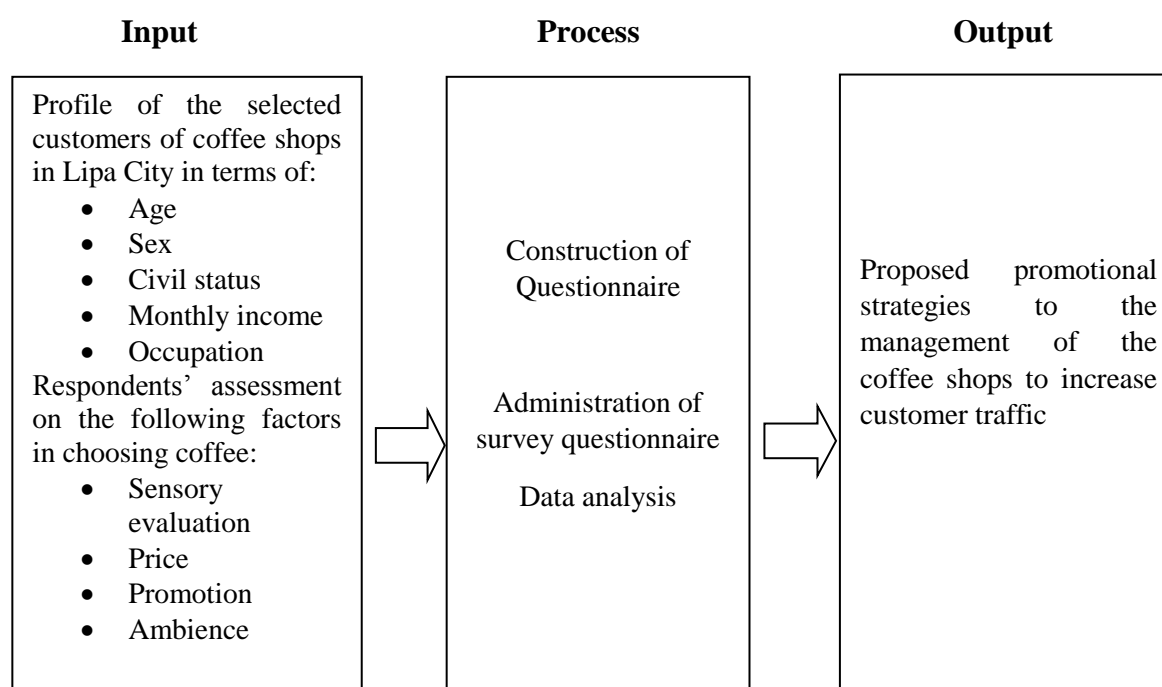 Input
Process
Output
Profile of the selected
customers of coffee shops
in Lipa City in terms of:
• Age
• Sex
• Civil status
• Monthly income
• Occupation
Respondents’ assessment
on the following factors
in choosing coffee:
• Sensory
evaluation
• Price
• Promotion
• Ambience
Construction of
Questionnaire
Administration of
survey questionnaire
Data analysis
Proposed promotional
strategies to the
management of the
coffee shops to increase
customer traffic